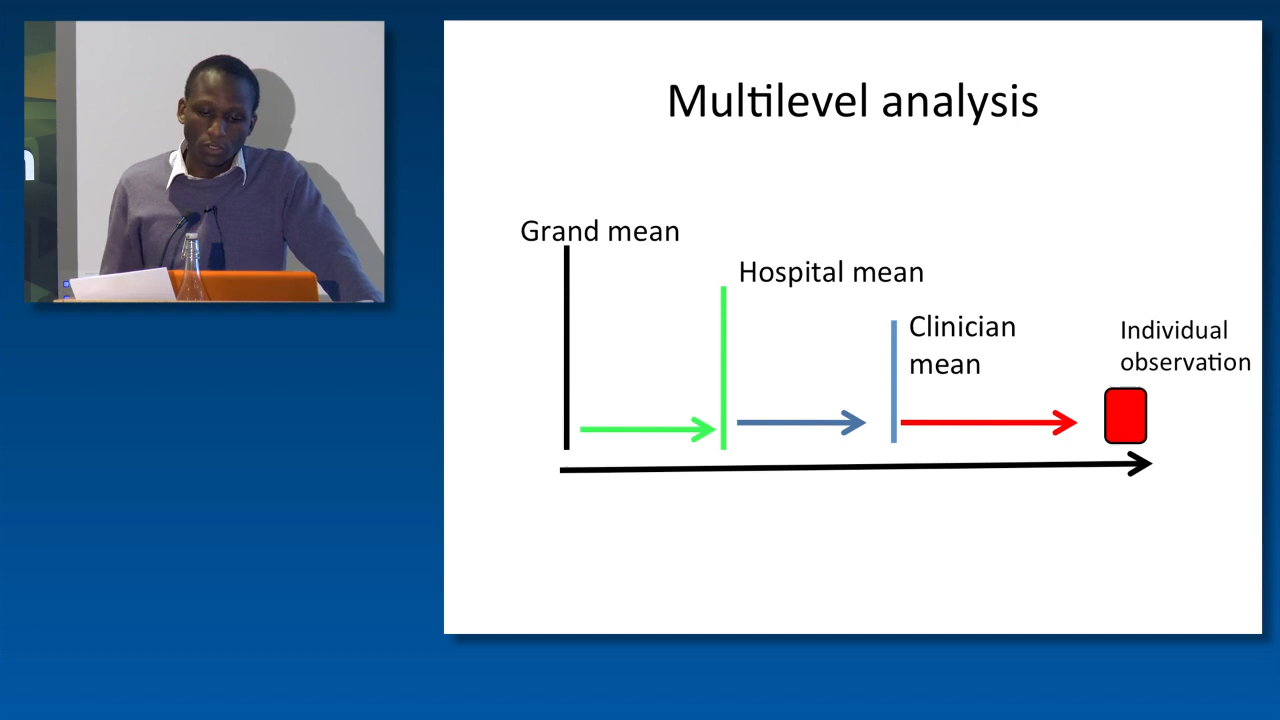 Multilevel analysis
Grand mean
Hospital mean
Clinician
mean
Individual
observation